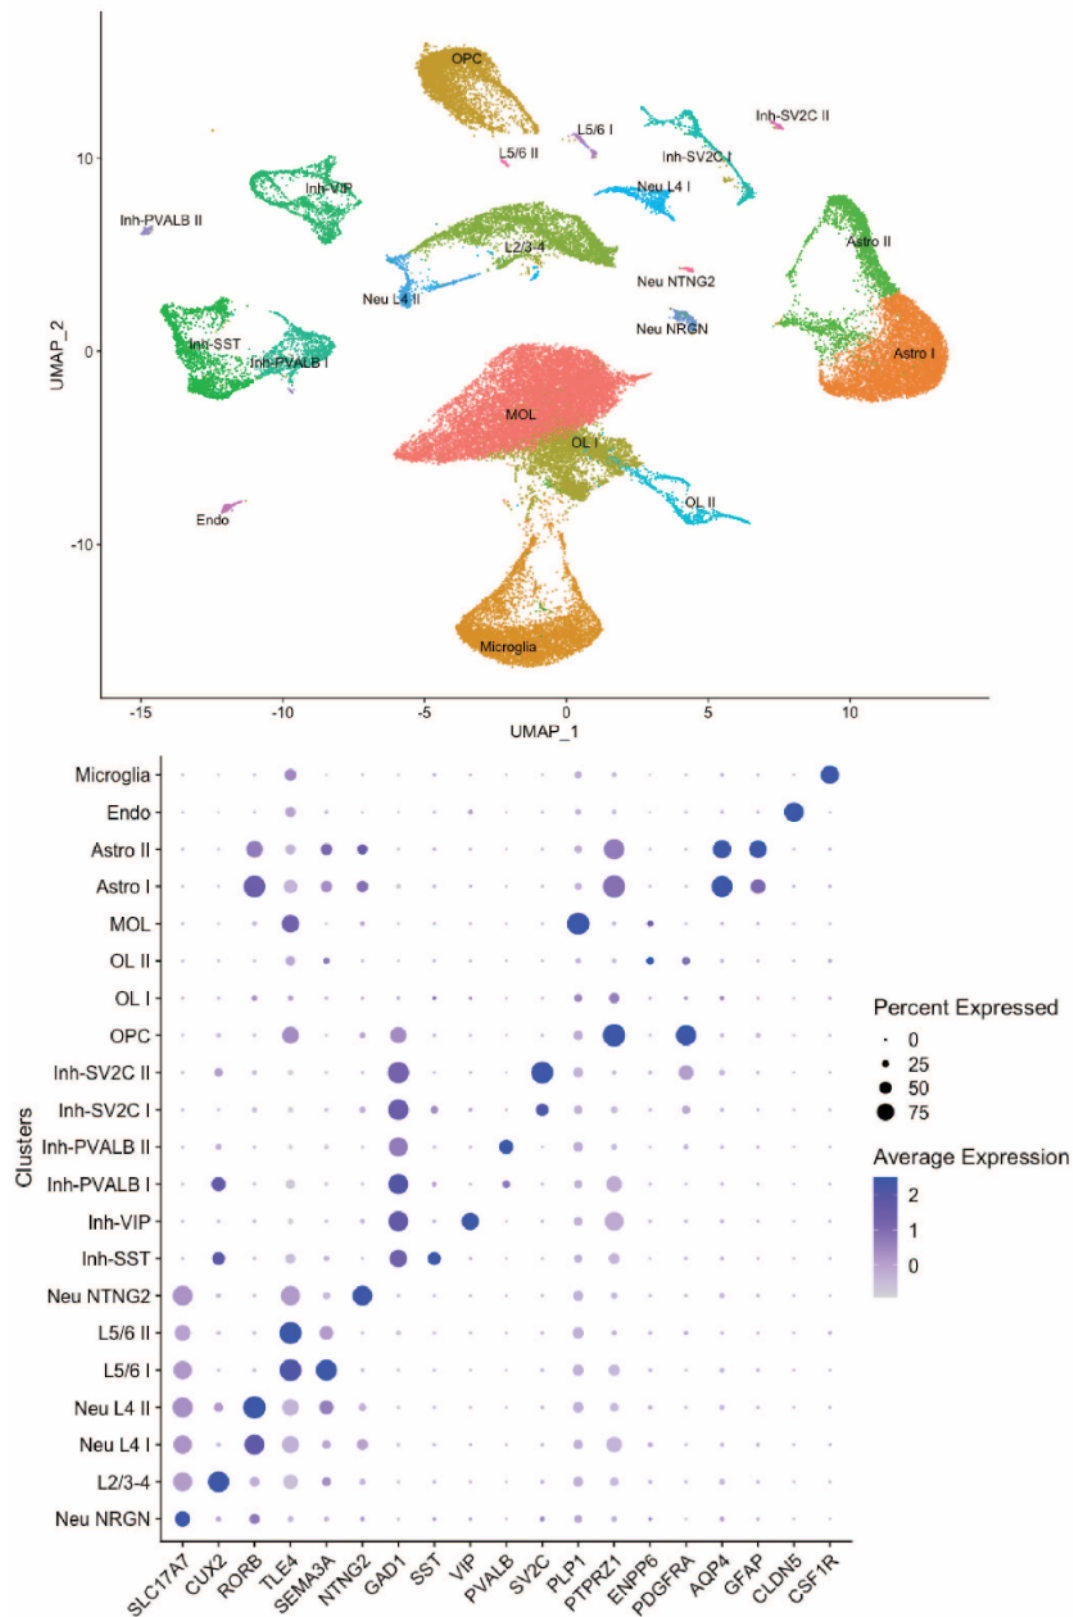 OPC
Inh-SV2C II
L5/6 I
L5/6 II
Inh-SV2C I
Inh-VIP
Neu L4 I
Inh-PVALB II
L2/3-4
Astro II
Neu NTNG2
Neu L4 II
Neu NRGN
Inh-SST
Inh-PVALB I
Astro I
MOL
OL I
OL II
Endo
Microglia
10
0
-10
UMAP_2
-15 -10 -5 0 5 10
UMAP_1
Microglia
Endo
Astro II
Astro I
MOL
OL II
OL I
OPC
Inh-SV2C II
Inh-SV2C I
Inh-PVALB II
Inh-PVALB I
Inh-VIP
Inh-SST
Neu NTNG2
L5/6 II
L5/6 I
Neu L4 II
Neu L4 I
L2/3-4
Neu NRGN
Clusters
SLC17A7 CUX2 RORB TLE4 SEMA3A NTNG2 GAD1 SST VIP PVALB SV2C PLP1 PTPRZ1 ENPP6 PDGFRA AQP4 GFAP CLDN5 CSF1R
Percent Expressed
0
25
50
75
Average Expression
2
1
0